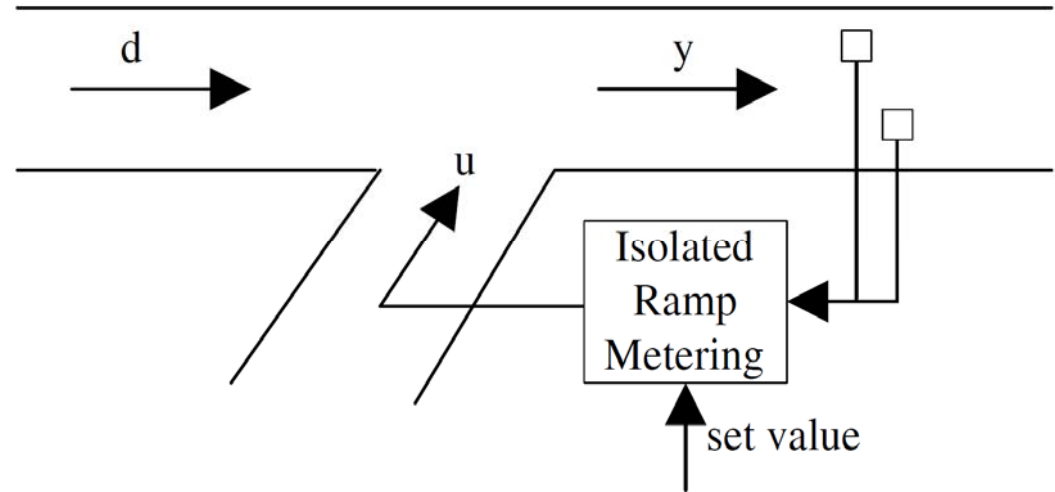 d
y
u
Isolated
Ramp
Metering
set value